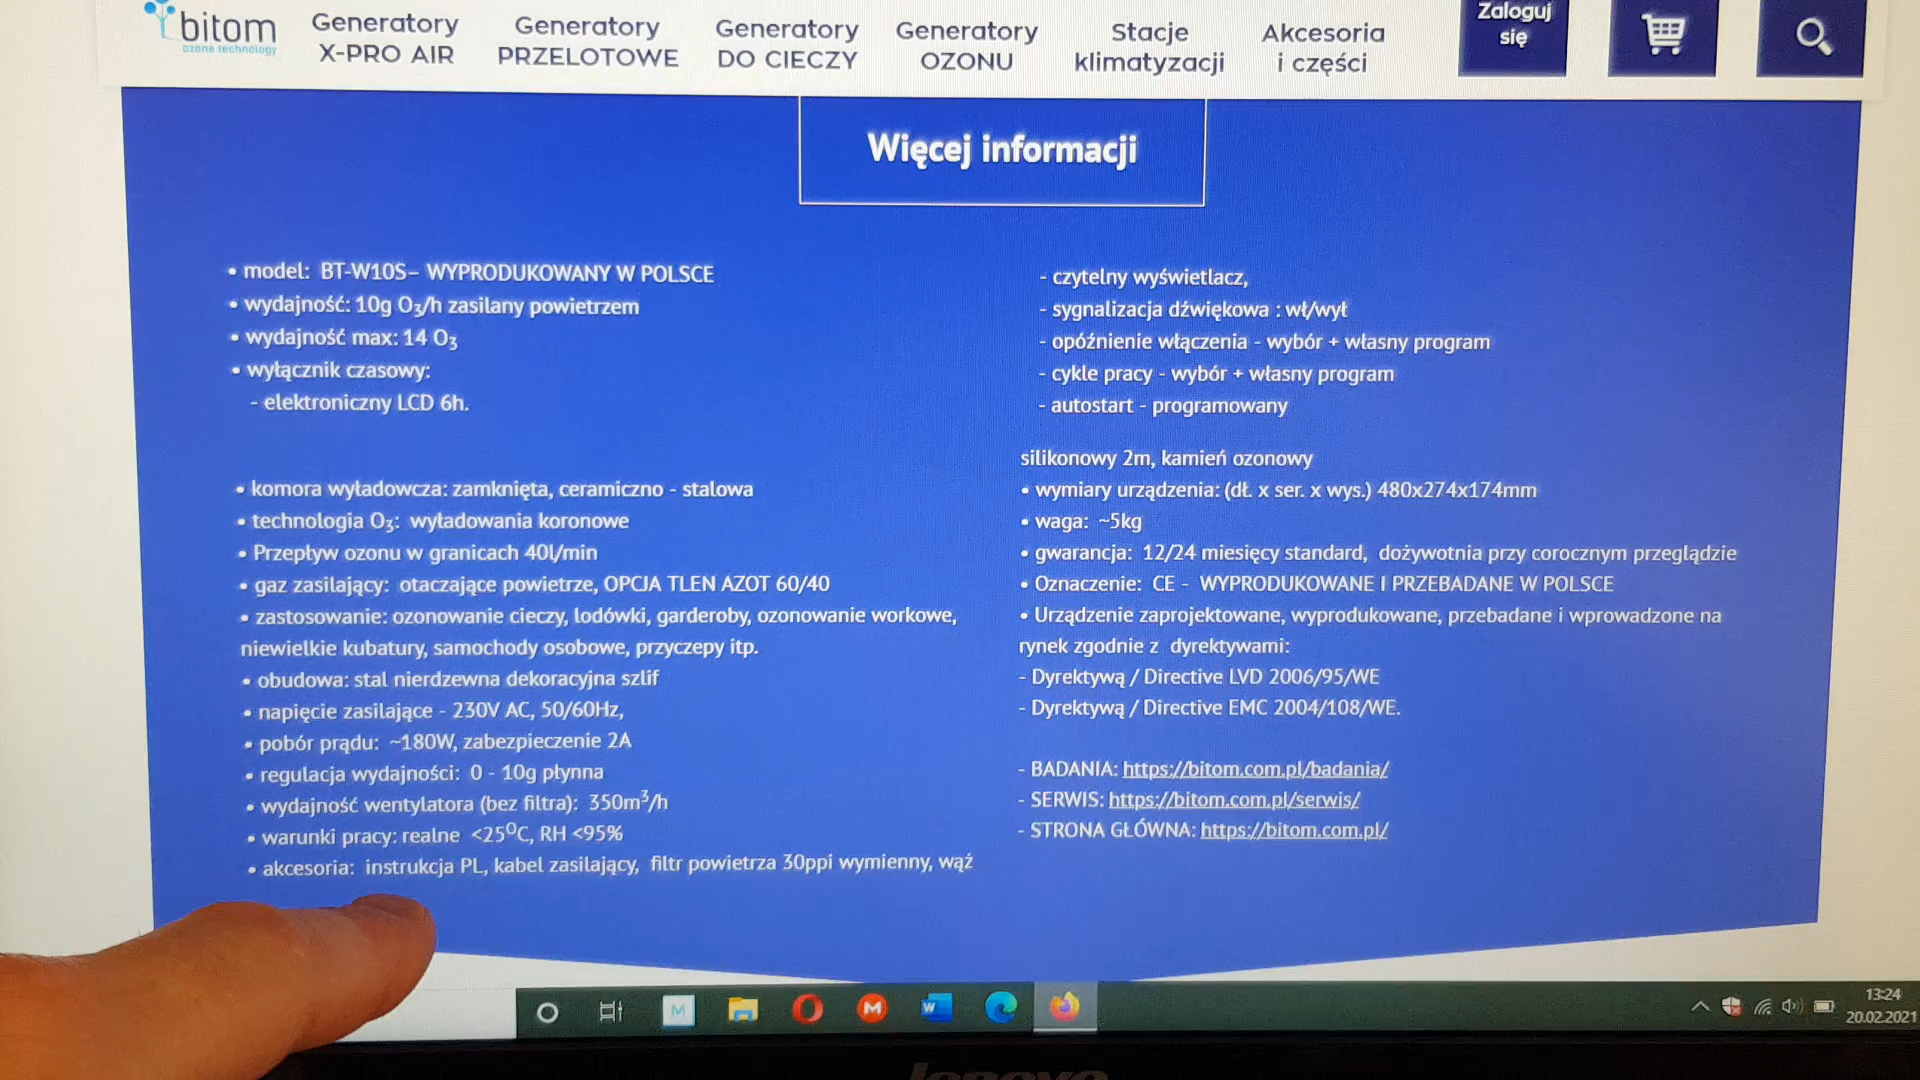 bitom
ozone technology
Generatory
X-PRO AIR
Generatory
PRZELOTOWE
Generatory
DO CIECZY
Generatory
OZONU
Stacje
klimatyzacji
Akcesoria
i części
Zaloguj
się
Więcej informacji
• model: BT-W10S– WYPRODUKOWANY W POLSCE
• wydajność: 10g O₃/h zasilany powietrzem
• wydajność max: 14 O₃
• wyłącznik czasowy:
- elektroniczny LCD 6h.
• komora wyładowcza: zamknięta, ceramiczno - stalowa
• technologia O₃: wyładowania koronowe
• Przepływ ozonu w granicach 40l/min
• gaz zasilający: otaczające powietrze, OPCJA TLEN AZOT 60/40
• zastosowanie: ozonowanie cieczy, lodówki, garderoby, ozonowanie workowe,
niewielkie kubatury, samochody osobowe, przyczepy itp.
• obudowa: stal nierdzewna dekoracyjna szlif
• napięcie zasilające - 230V AC, 50/60Hz,
• pobór prądu: ~180W, zabezpieczenie 2A
• regulacja wydajności: 0 - 10g płynna
• wydajność wentylatora (bez filtra): 350m³/h
• warunki pracy: realne <25⁰C, RH <95%
• akcesoria: instrukcja PL, kabel zasilający, filtr powietrza 30ppi wymienny, wąż
- czytelny wyświetlacz,
- sygnalizacja dźwiękowa : wł/wył
- opóźnienie włączenia - wybór + własny program
- cykle pracy - wybór + własny program
- autostart - programowany
silikonowy 2m, kamień ozonowy
• wymiary urządzenia: (dł. x ser. x wys.) 480x274x174mm
• waga: ~5kg
• gwarancja: 12/24 miesięcy standard, dożywotnia przy corocznym przeglądzie
• Oznaczenie: CE - WYPRODUKOWANE I PRZEBADANE W POLSCE
• Urządzenie zaprojektowane, wyprodukowane, przebadane i wprowadzone na
rynek zgodnie z dyrektywami:
- Dyrektywą / Directive LVD 2006/95/WE
- Dyrektywą / Directive EMC 2004/108/WE.
- BADANIA: https://bitom.com.pl/badania/
- SERWIS: https://bitom.com.pl/serwis/
- STRONA GŁÓWNA: https://bitom.com.pl/
M
M
W
13:24
20.02.2021
lenovo